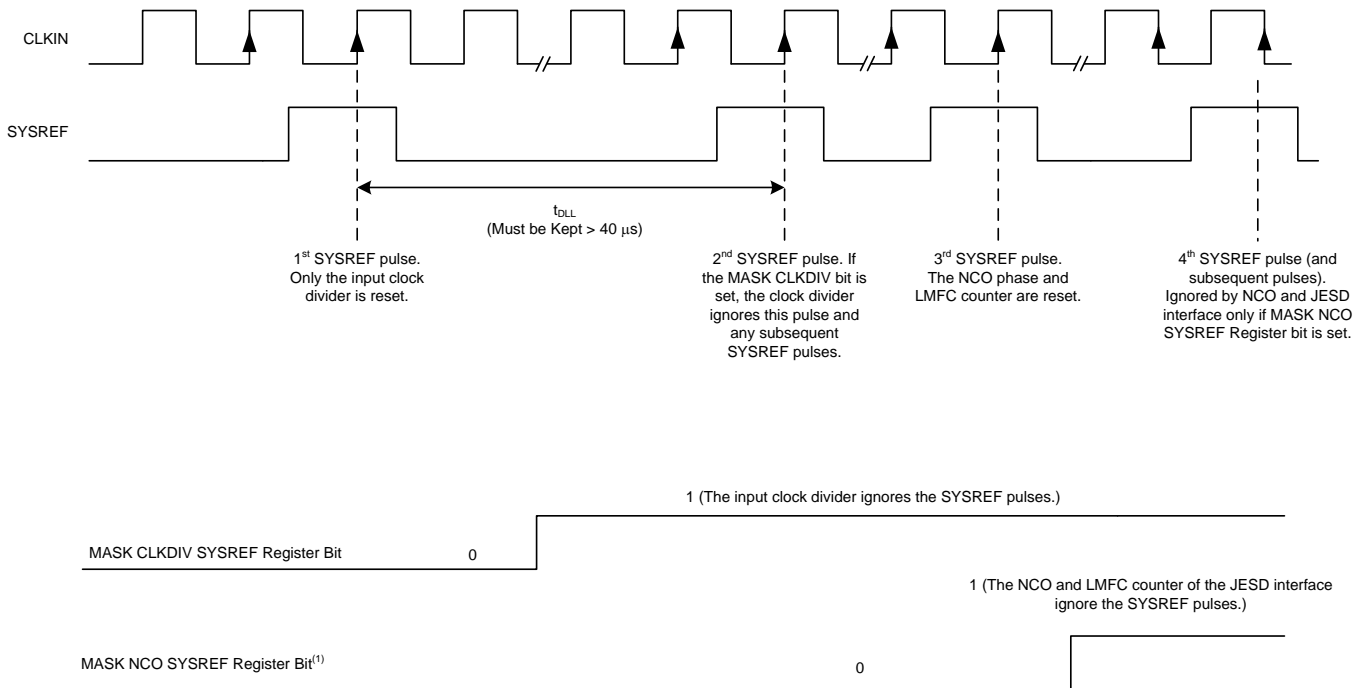 CLKIN
SYSREF
tDLL
(Must be Kept > 40 μs)
1st SYSREF pulse.
Only the input clock
divider is reset.
2nd SYSREF pulse. If
the MASK CLKDIV bit is
set, the clock divider
ignores this pulse and
any subsequent
SYSREF pulses.
3rd SYSREF pulse.
The NCO phase and
LMFC counter are reset.
4th SYSREF pulse (and
subsequent pulses).
Ignored by NCO and JESD
interface only if MASK NCO
SYSREF Register bit is set.
1 (The input clock divider ignores the SYSREF pulses.)
MASK CLKDIV SYSREF Register Bit 0
1 (The NCO and LMFC counter of the JESD interface
ignore the SYSREF pulses.)
MASK NCO SYSREF Register Bit(1) 0